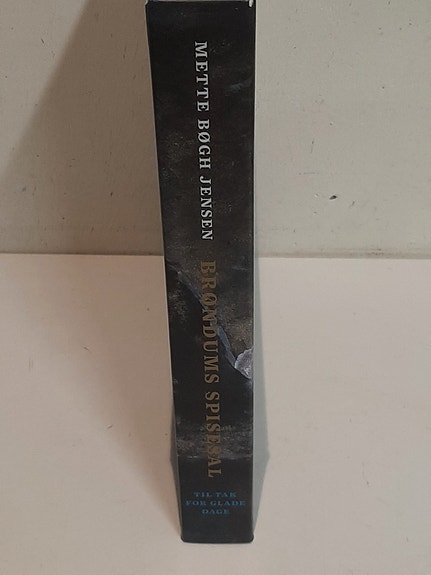 METTE BØGH JENSEN
BRØNDUMS SPISESAL
TIL TAK
FOR GLADE
DAGE